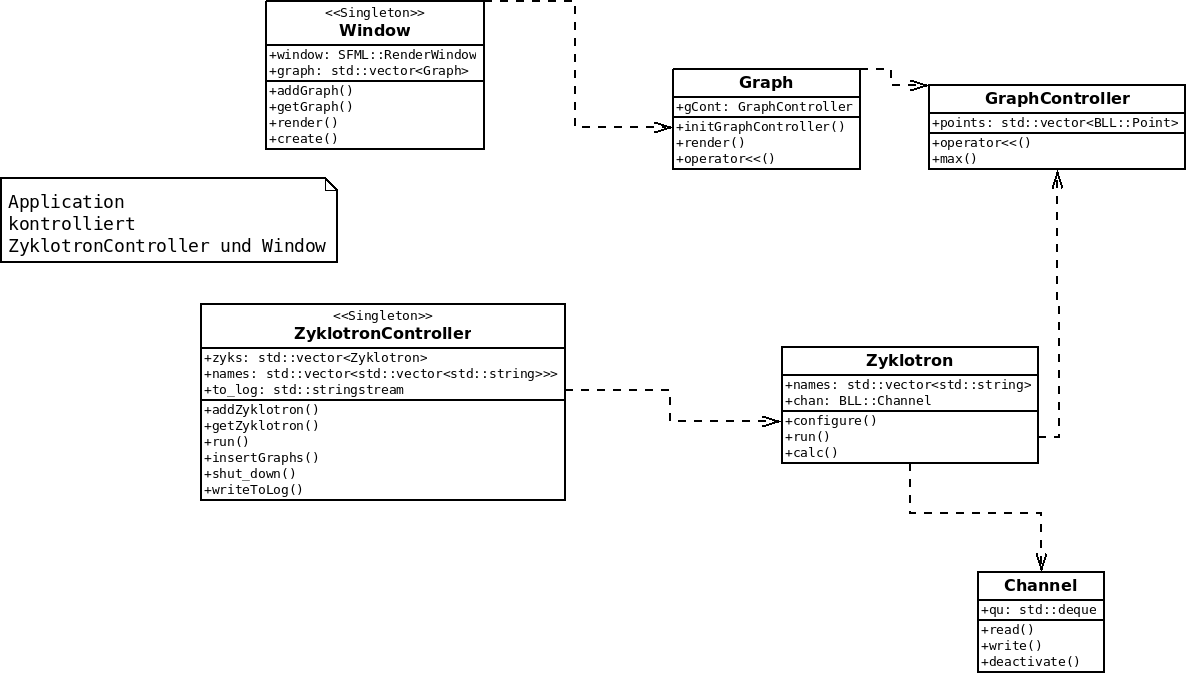 <<Singleton>>
Window
+window: SFML::RenderWindow
+graph: std::vector<Graph>
+addGraph()
+getGraph()
+render()
+create()
Graph
+gCont: GraphController
+initGraphController()
+render()
+operator<<()
GraphController
+points: std::vector<BLL::Point>
+operator<<()
+max()
Application
kontrolliert
ZyklotronController und Window
<<Singleton>>
ZyklotronController
+zyks: std::vector<Zyklotron>
+names: std::vector<std::vector<std::string>>>
+to_log: std::stringstream
+addZyklotron()
+getZyklotron()
+run()
+insertGraphs()
+shut_down()
+writeToLog()
Zyklotron
+names: std::vector<std::string>
+chan: BLL::Channel
+configure()
+run()
+calc()
Channel
+qu: std::deque
+read()
+write()
+deactivate()